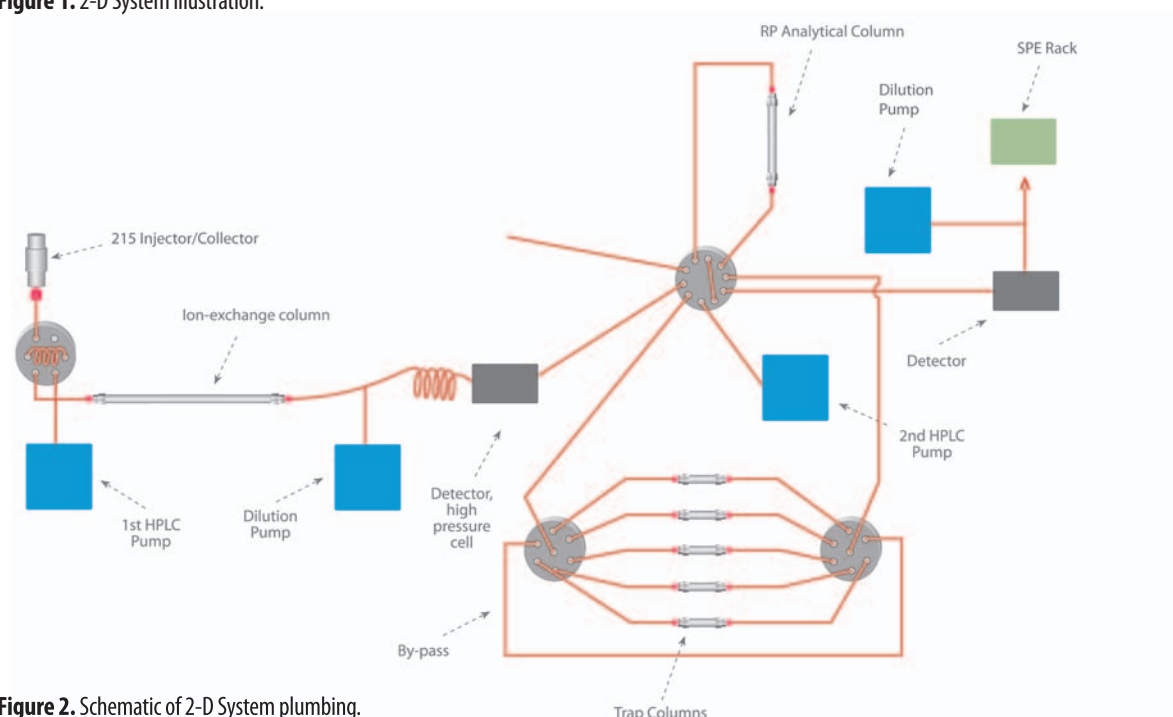 Figure 1. 2-D System illustration.
RP Analytical Column
SPE Rack
Dilution
Pump
215 Injector/Collector
Ion-exchange column
Detector
2nd HPLC
Pump
Detector,
high
pressure
cell
1st HPLC
Pump
Dilution
Pump
By-pass
Trap Columns
Figure 2. Schematic of 2-D System plumbing.